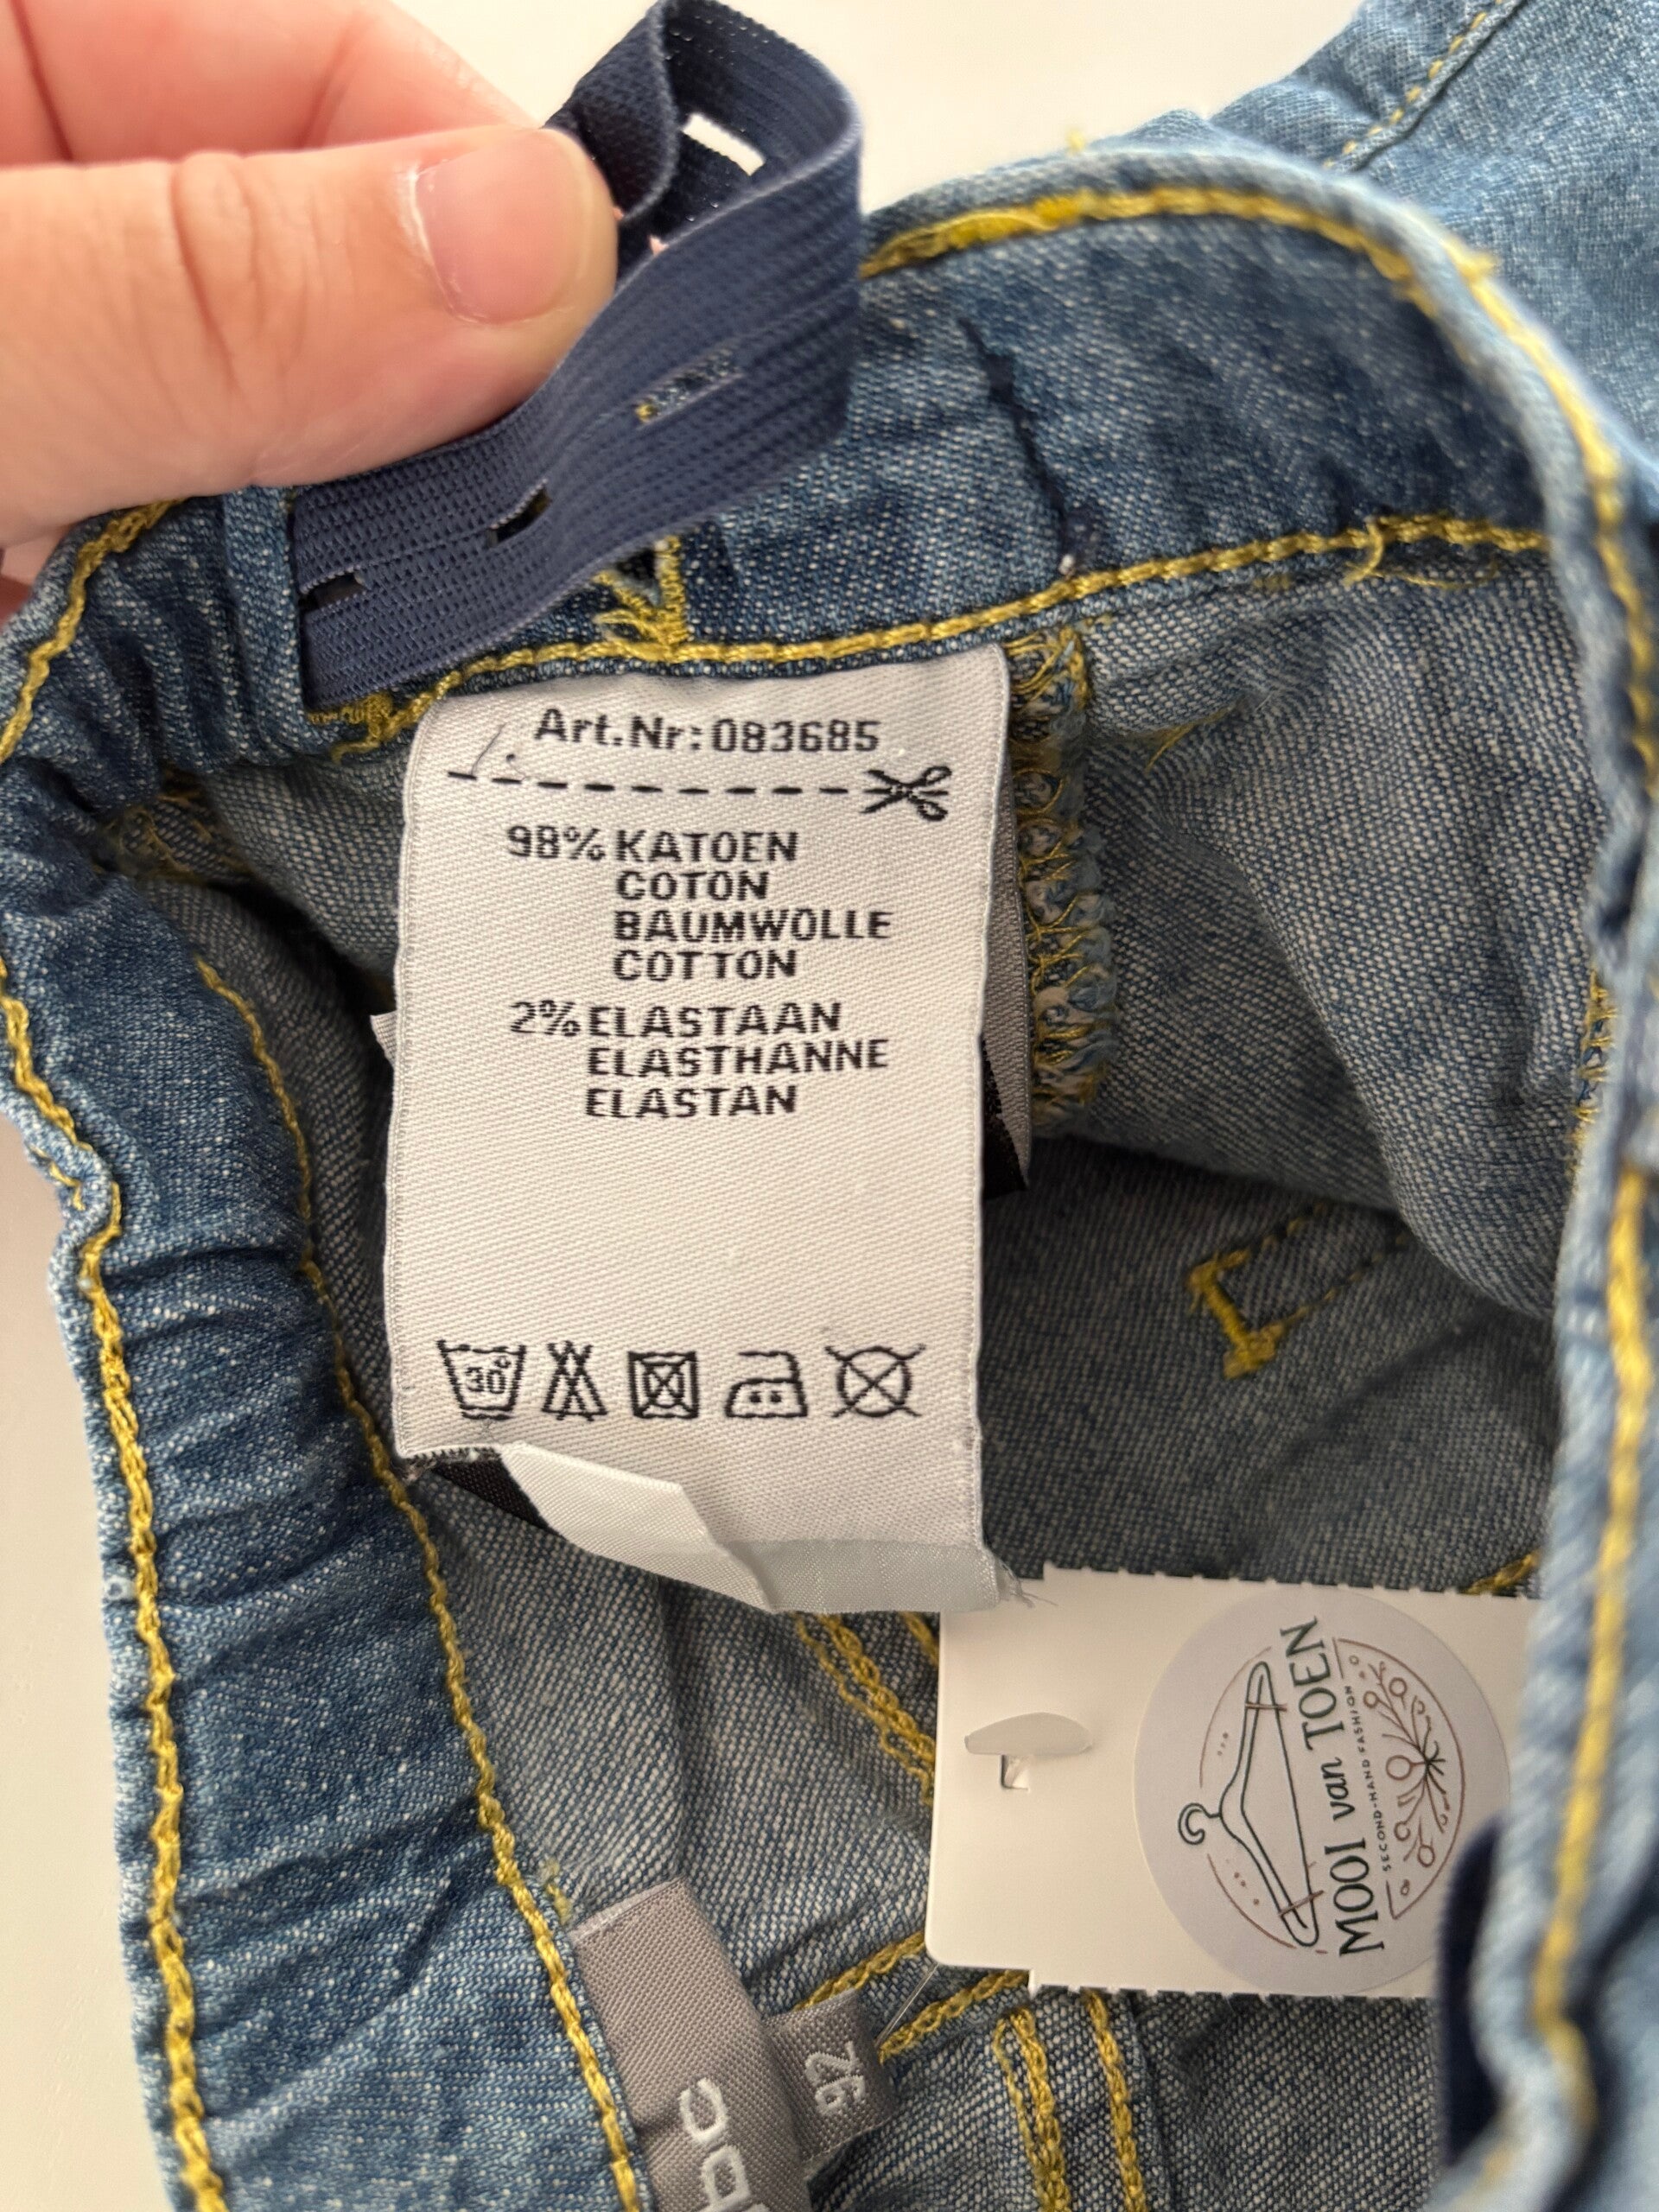 Art.Nr:083685
98% KATOEN
COTON
BAUMWOLLE
COTTON
2% ELASTAAN
ELASTHANNE
ELASTAN
30°
MOOI van TOEN
SECOND-HAND FASHION
92